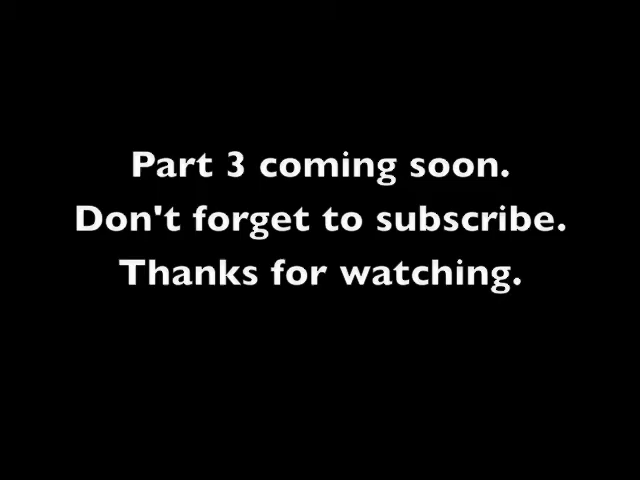 Part 3 coming soon.
Don't forget to subscribe.
Thanks for watching.